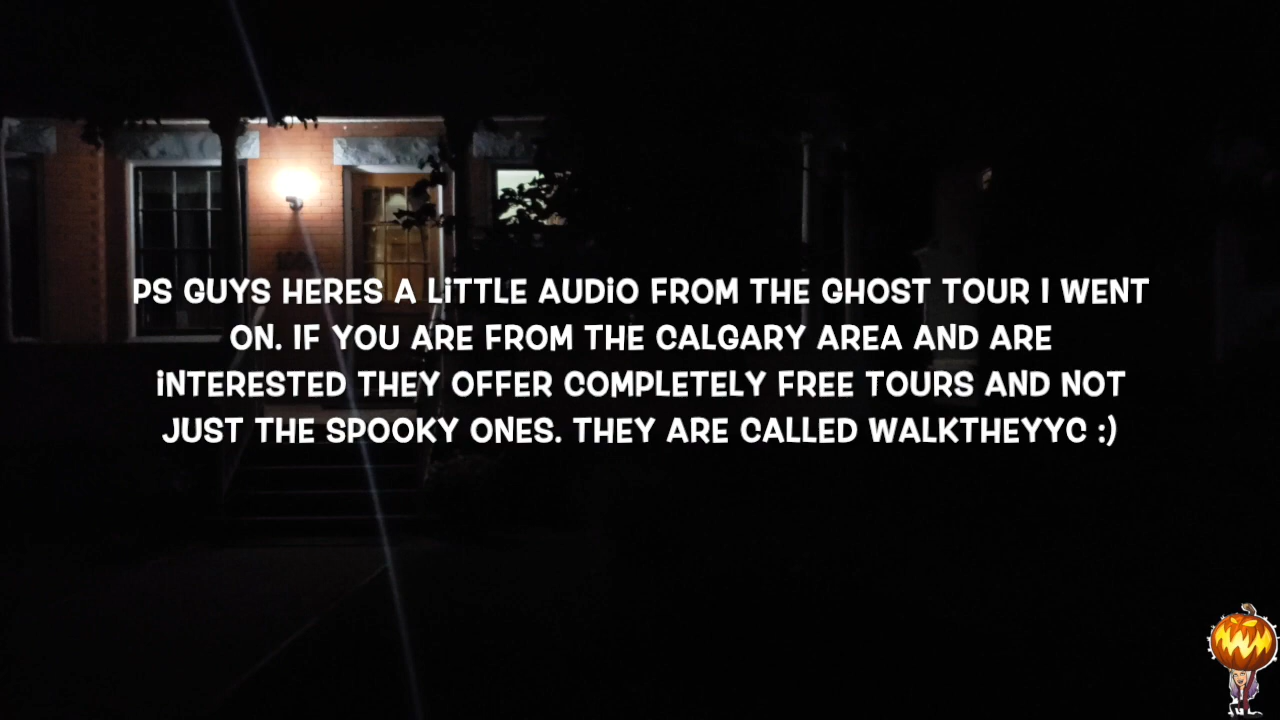 PS GUYS HERES A LiTTLE AUDiO FROM THE GHOST TOUR I WENT
ON. IF YOU ARE FROM THE CALGARY AREA AND ARE
iNTERESTED THEY OFFER COMPLETELY FREE TOURS AND NOT
JUST THE SPOOKY ONES. THEY ARE CALLED WALKTHEYYC :)